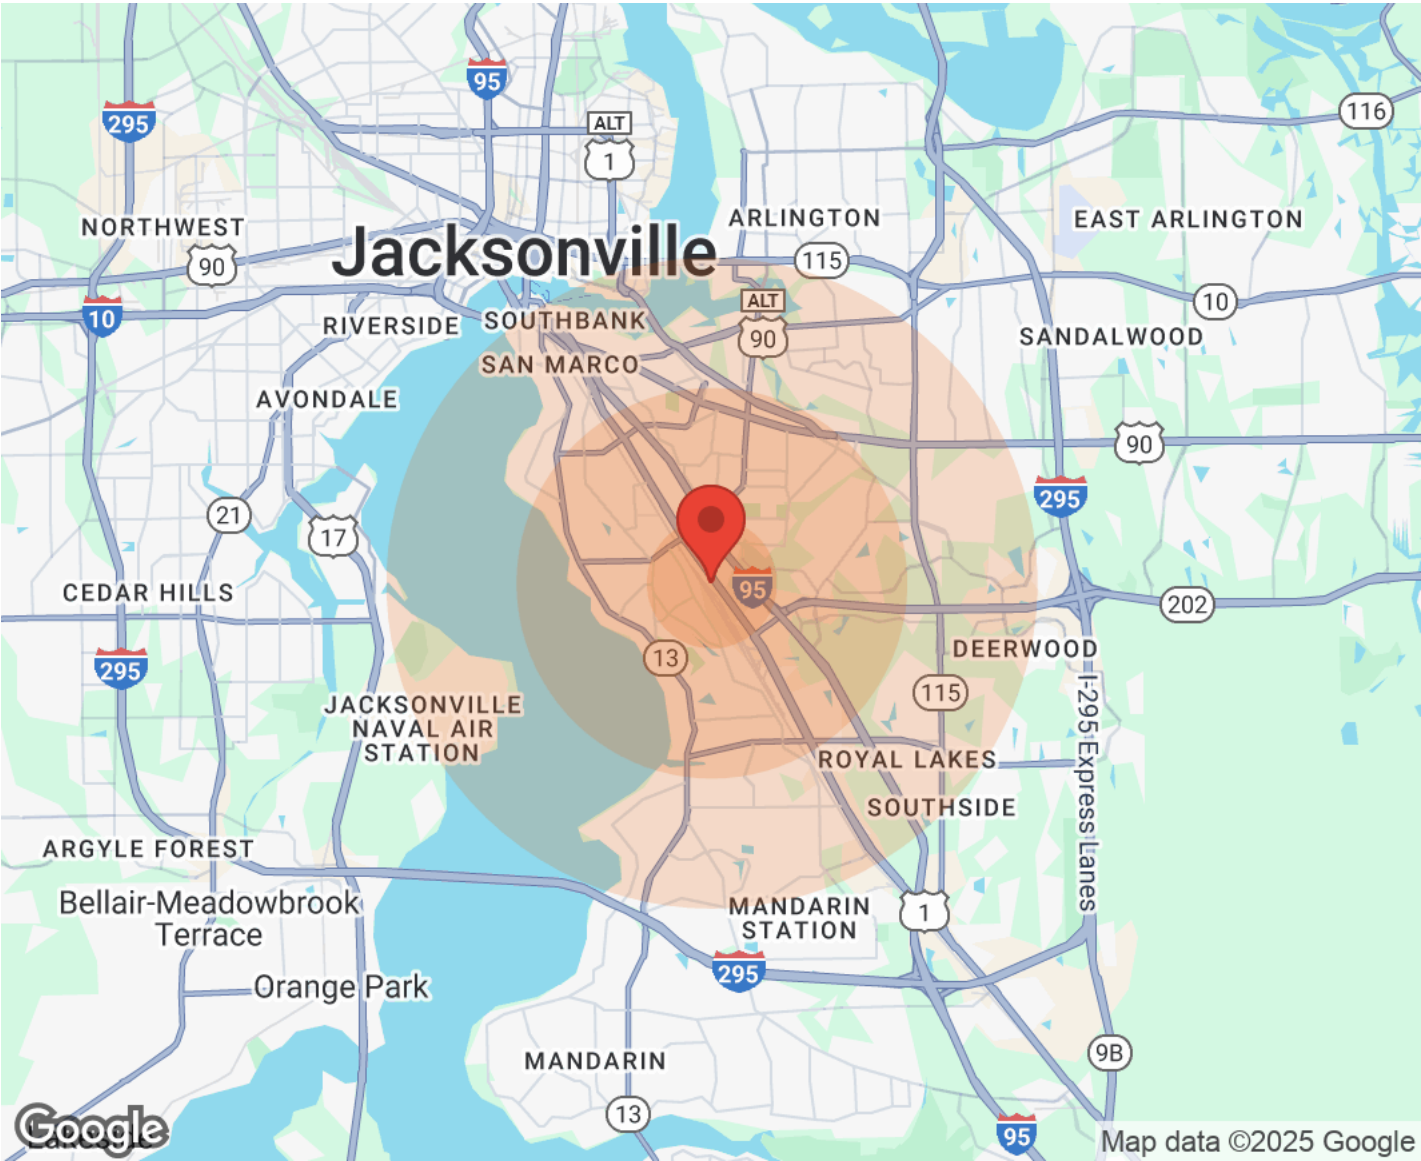 95
295
ALT
1
116
NORTHWEST
ARLINGTON
EAST ARLINGTON
90
Jacksonville
115
10
ALT
10
RIVERSIDE
SOUTHBANK
90
SANDALWOOD
SAN MARCO
AVONDALE
90
295
21
17
95
CEDAR HILLS
202
13
DEERWOOD
295
115
JACKSONVILLE
NAVAL AIR
STATION
I-295 Express Lanes
ROYAL LAKES
SOUTHSIDE
ARGYLE FOREST
Bellair-Meadowbrook
Terrace
MANDARIN
STATION
1
295
Orange Park
MANDARIN
9B
13
Google
Lakeside
95
Map data ©2025 Google